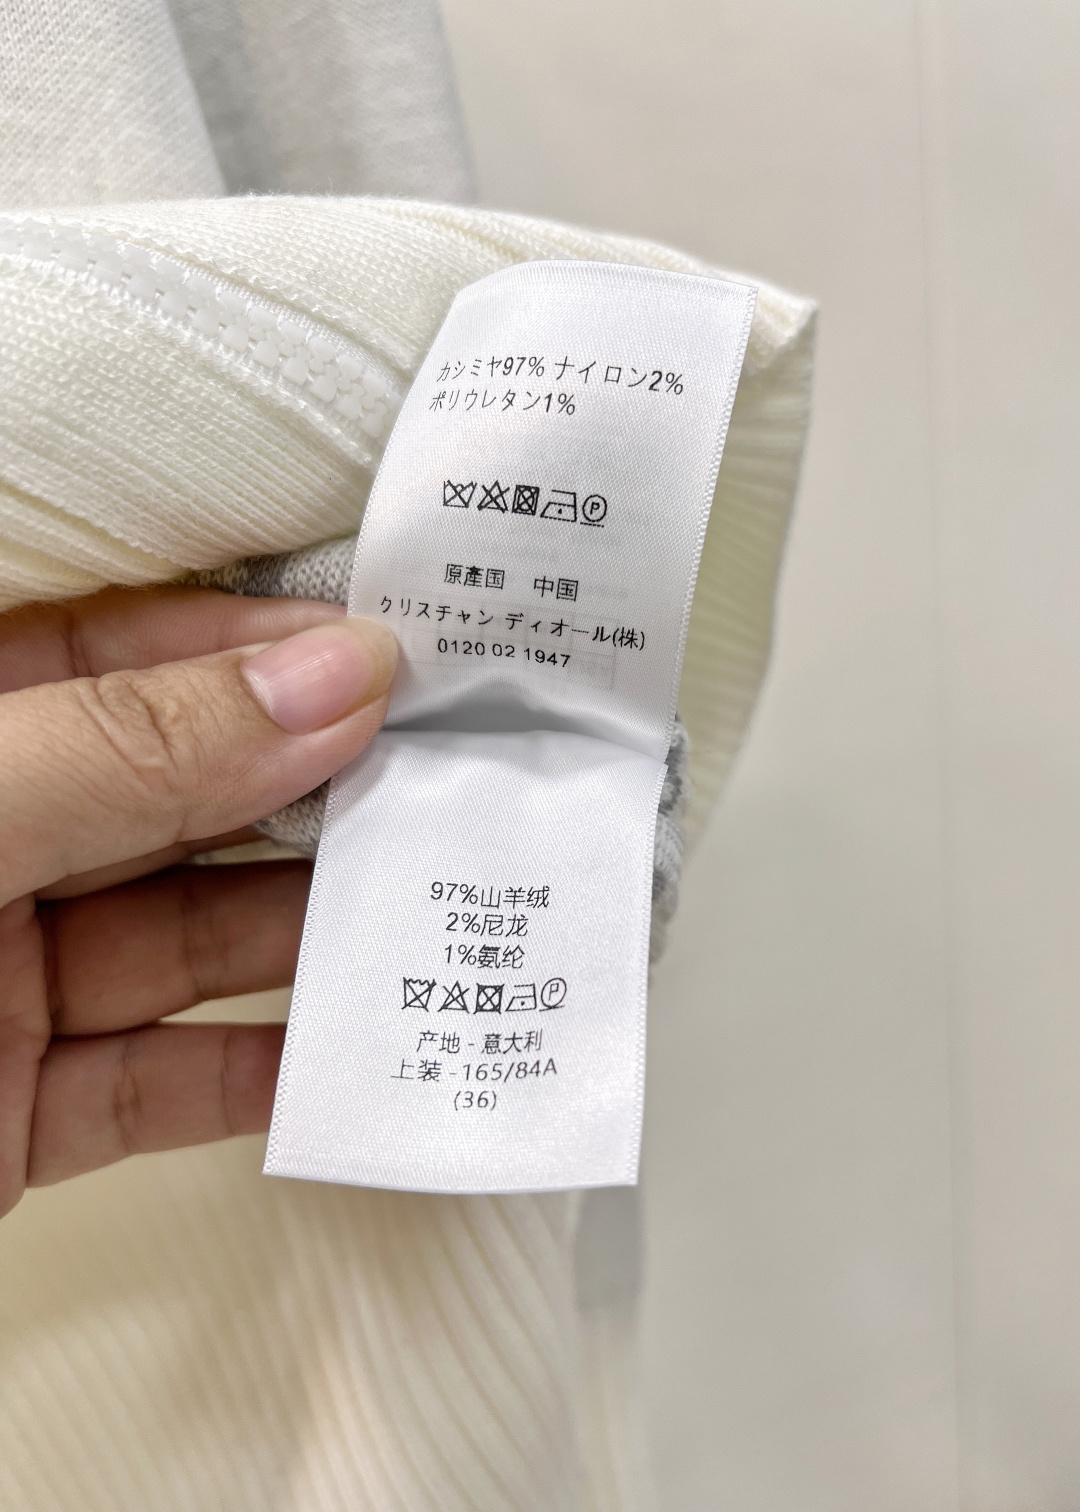 カシミヤ97% ナイロン2%
ポリウレタン1%
P
原產国 中国
クリスチャン ディオール(株)
0120 02 1947
97%山羊绒
2%尼龙
1%氨纶
P
产地 - 意大利
上装 - 165/84A
(36)